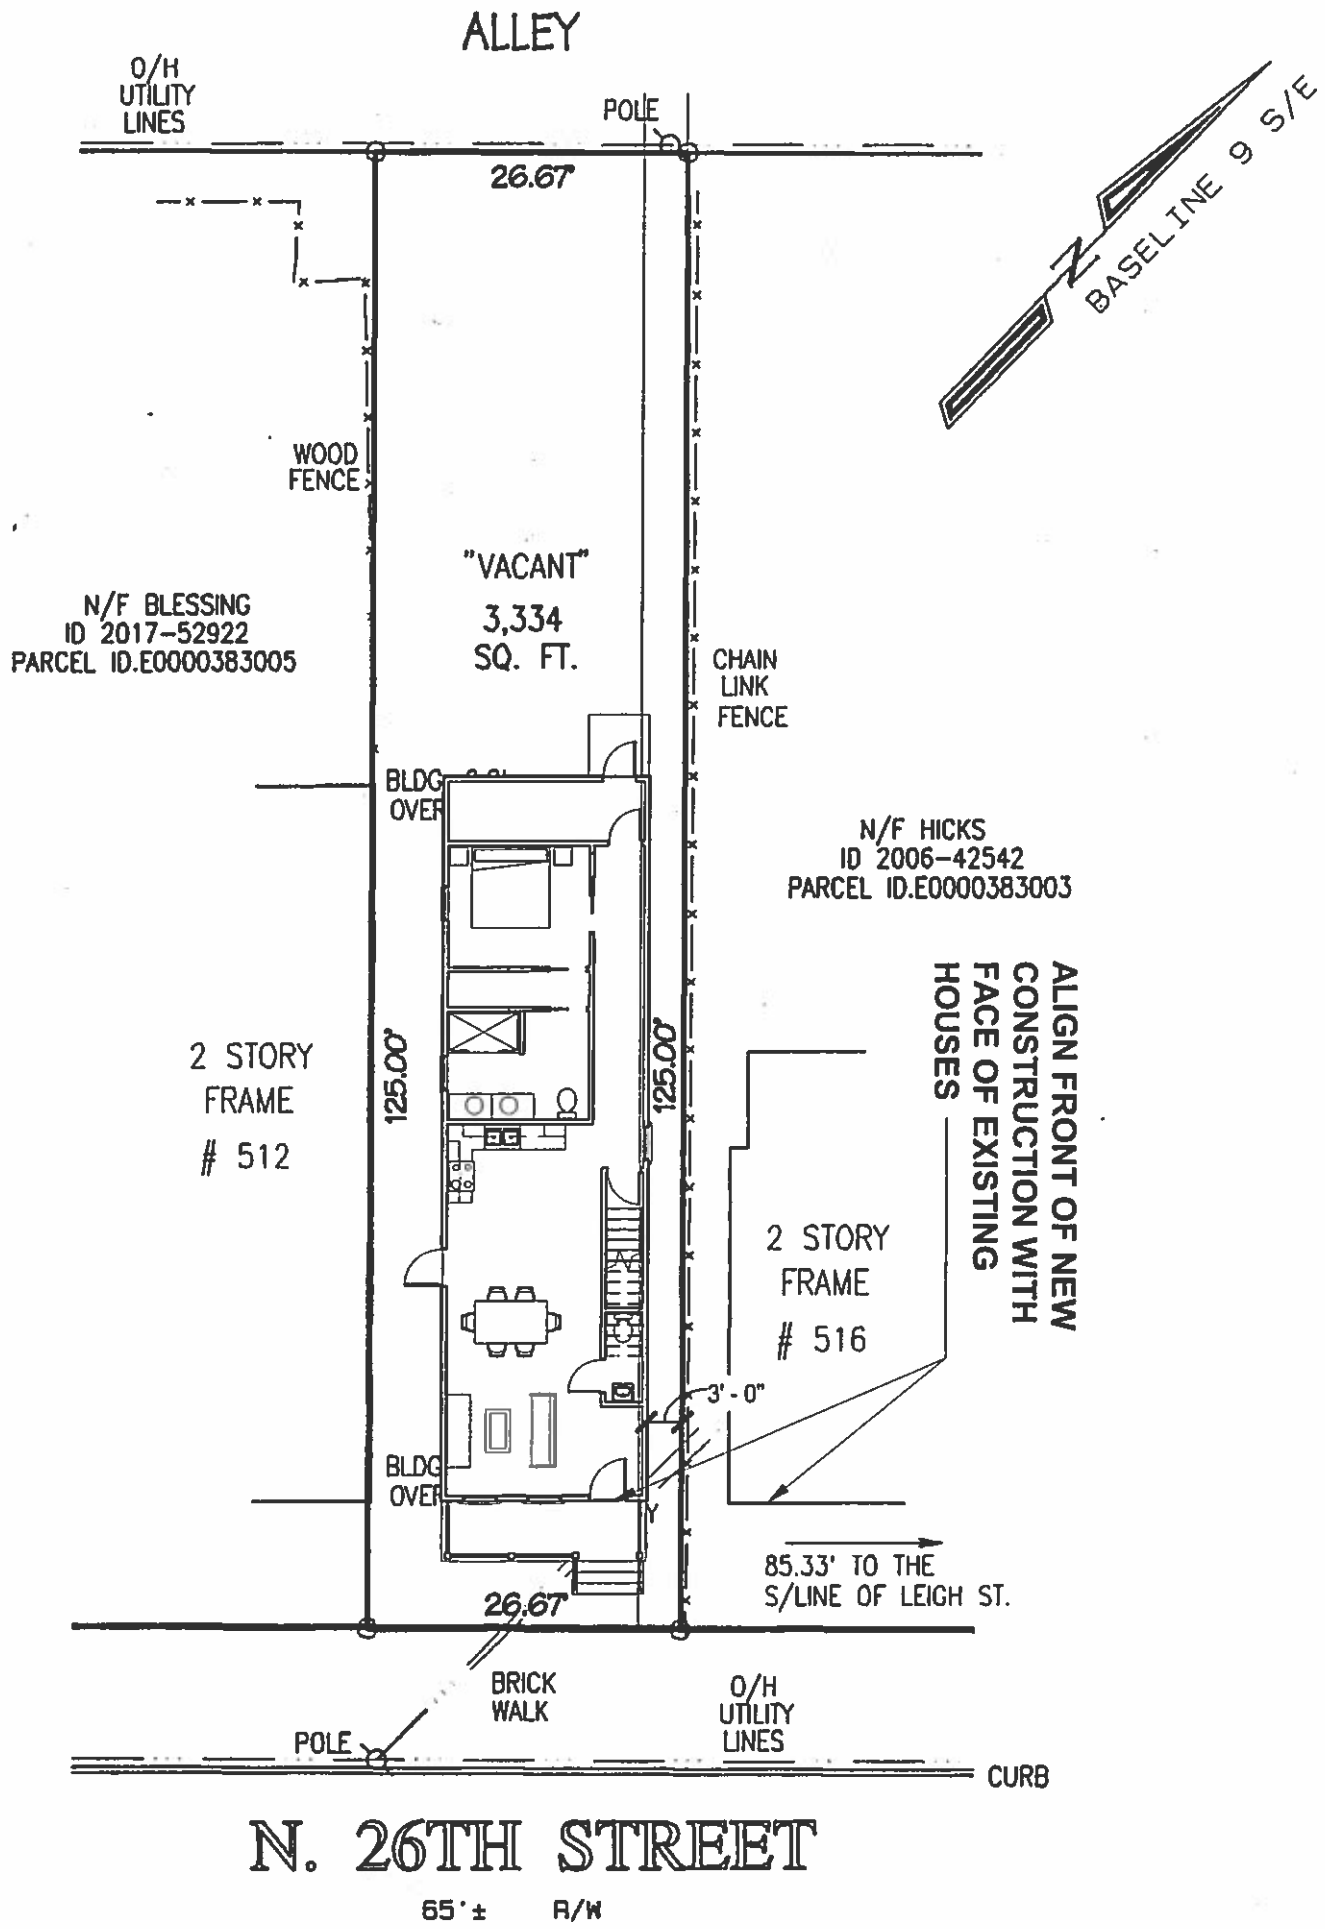 ALLEY
O/H
UTILITY
LINES
POLE
26.67'
BASELINE 9 S/E
N
WOOD
FENCE
"VACANT"
3,334
SQ. FT.
N/F BLESSING
ID 2017-52922
PARCEL ID.E0000383005
CHAIN
LINK
FENCE
BLDG
OVER
N/F HICKS
ID 2006-42542
PARCEL ID.E0000383003
ALIGN FRONT OF NEW
CONSTRUCTION WITH
FACE OF EXISTING
HOUSES
2 STORY
FRAME
# 512
125.00'
125.00'
2 STORY
FRAME
# 516
3'-0"
BLDG
OVER
Y
85.33' TO THE
S/LINE OF LEIGH ST.
26.67'
BRICK
WALK
O/H
UTILITY
LINES
POLE
CURB
N. 26TH STREET
65'± R/W